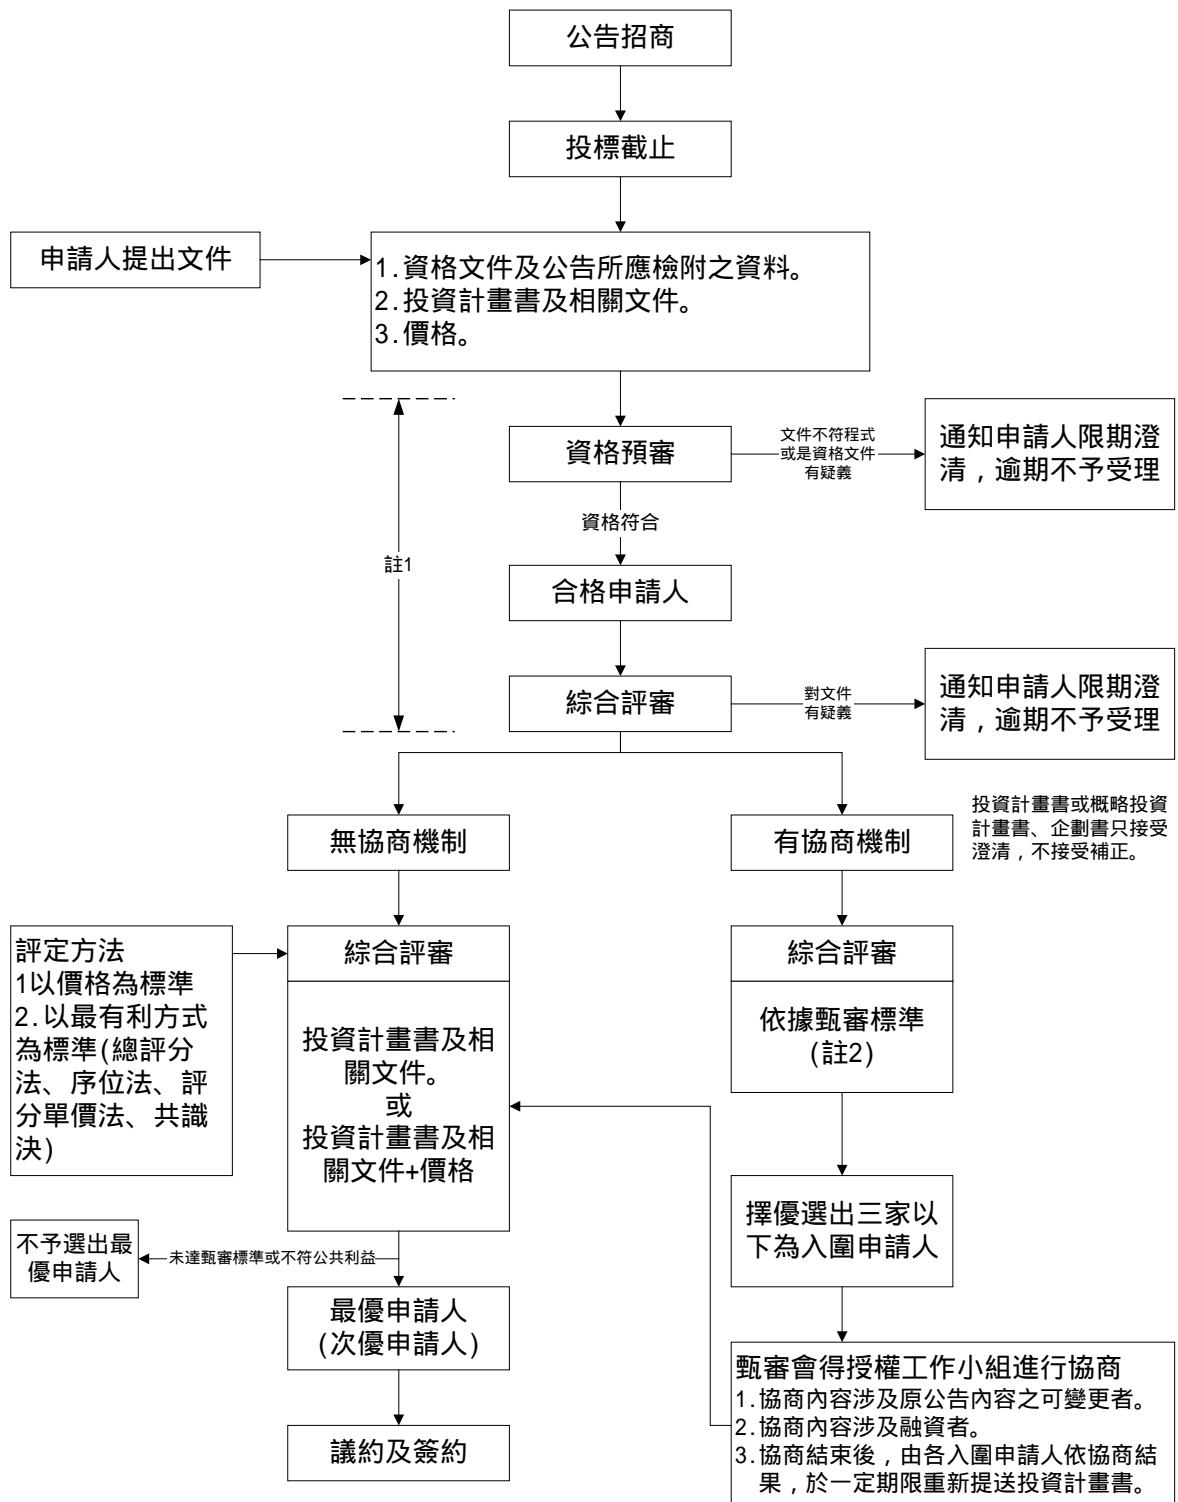 公告招商
投標截止
申請人提出文件
1.資格文件及公告所應檢附之資料。
2.投資計畫書及相關文件。
3.價格。
註1
資格預審
文件不符程式
或是資格文件
有疑義
通知申請人限期澄
清，逾期不予受理
資格符合
合格申請人
綜合評審
對文件
有疑義
通知申請人限期澄
清，逾期不予受理
無協商機制
有協商機制
投資計畫書或概略投資
計畫書、企劃書只接受
澄清，不接受補正。
評定方法
1以價格為標準
2.以最有利方式
為標準(總評分
法、序位法、評
分單價法、共識
決)
綜合評審
投資計畫書及相
關文件。
或
投資計畫書及相
關文件+價格
綜合評審
依據甄審標準
(註2)
擇優選出三家以
下為入圍申請人
不予選出最
優申請人
未達甄審標準或不符公共利益
最優申請人
(次優申請人)
議約及簽約
甄審會得授權工作小組進行協商
1.協商內容涉及原公告內容之可變更者。
2.協商內容涉及融資者。
3.協商結束後，由各入圍申請人依協商結
果，於一定期限重新提送投資計畫書。